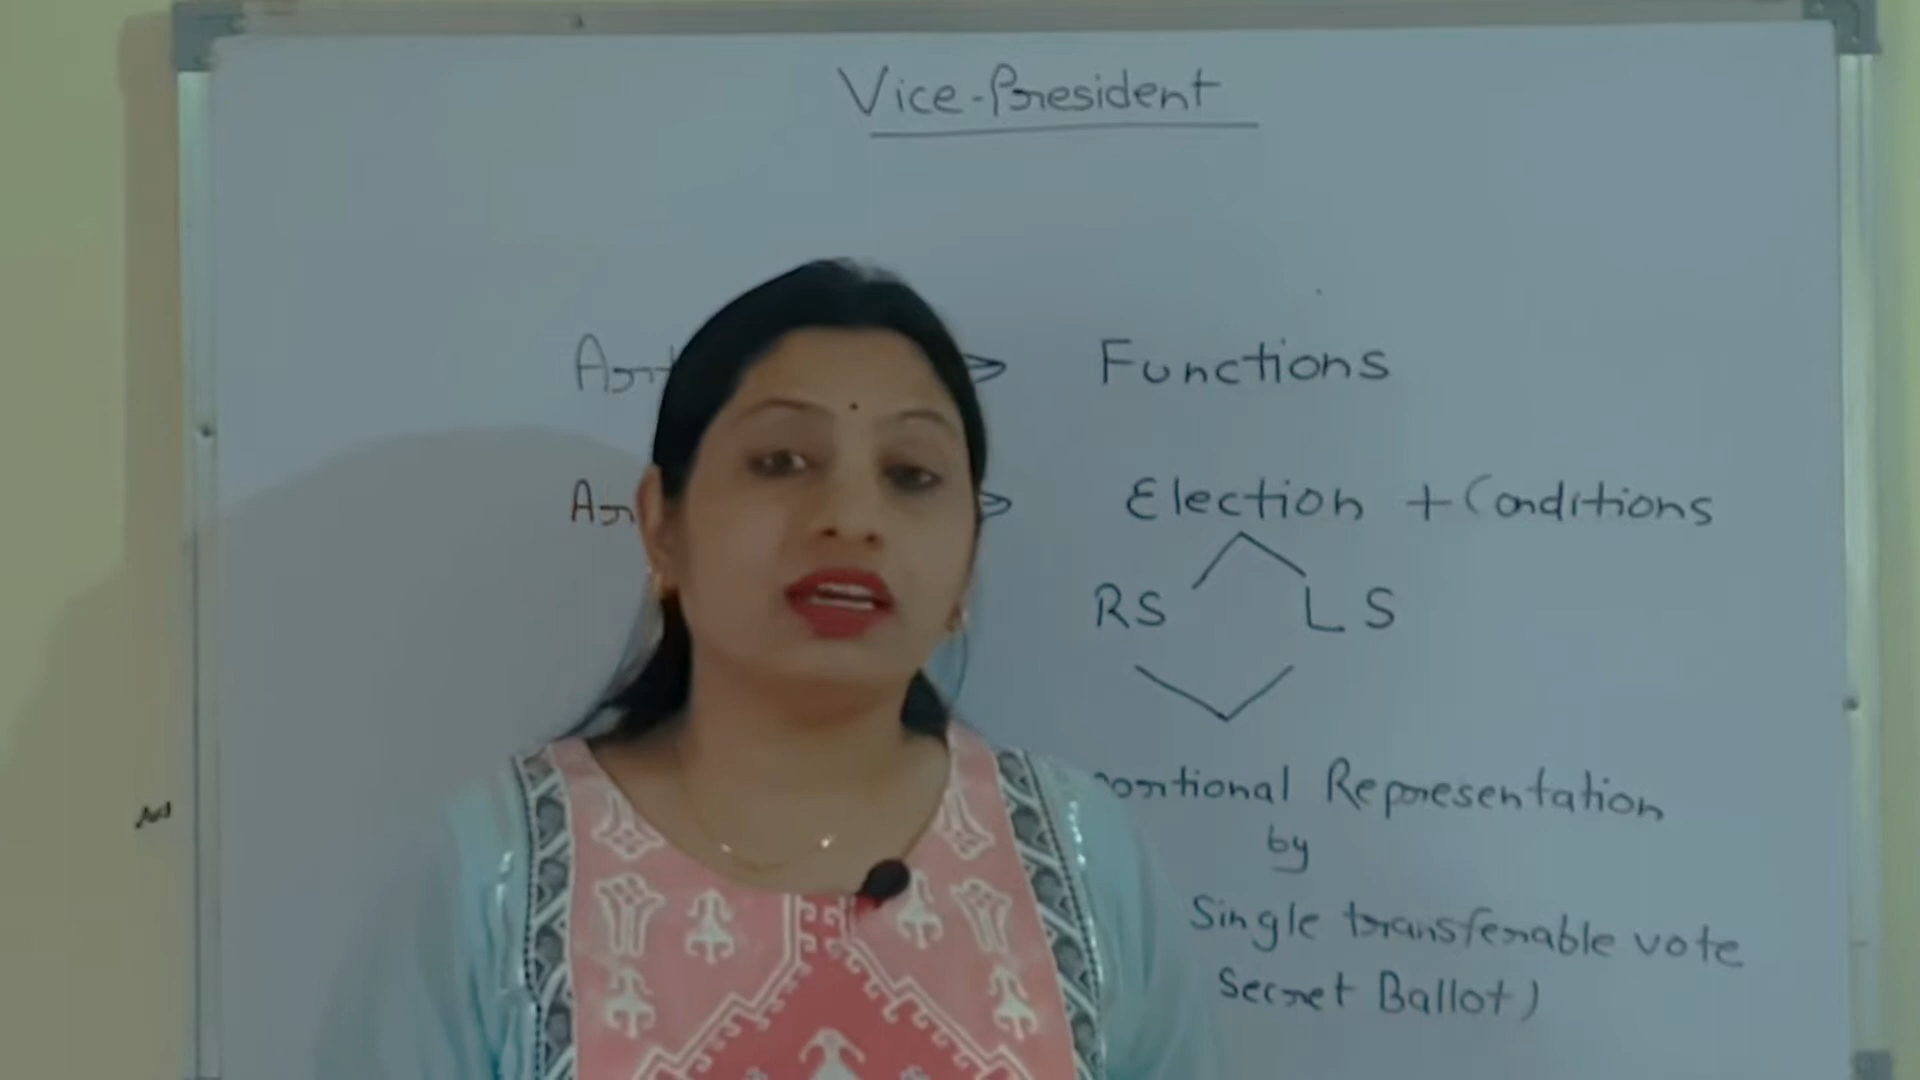 Vice-President
Functions
Election + Conditions
RS LS
Representation
by
Single transferable vote
Secret Ballot)